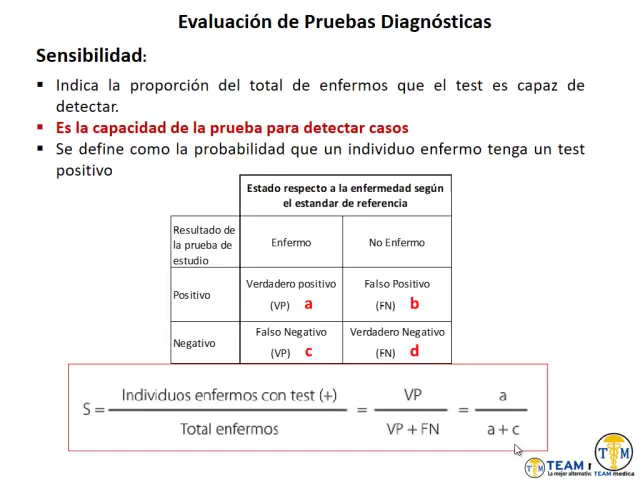 Evaluación de Pruebas Diagnósticas
Sensibilidad:
▪ Indica la proporción del total de enfermos que el test es capaz de
detectar.
▪ Es la capacidad de la prueba para detectar casos
▪ Se define como la probabilidad que un individuo enfermo tenga un test
positivo
Estado respecto a la enfermedad según
el estandar de referencia
Resultado de
la prueba de
estudio
Enfermo
No Enfermo
Positivo
Verdadero positivo
(VP) a
Falso Positivo
(FN) b
Negativo
Falso Negativo
(VP) c
Verdadero Negativo
(FN) d
S = Individuos enfermos con test (+) / Total enfermos = VP / VP + FN = a / a + c
TEAM
La mejor alternativa
TEAM medica